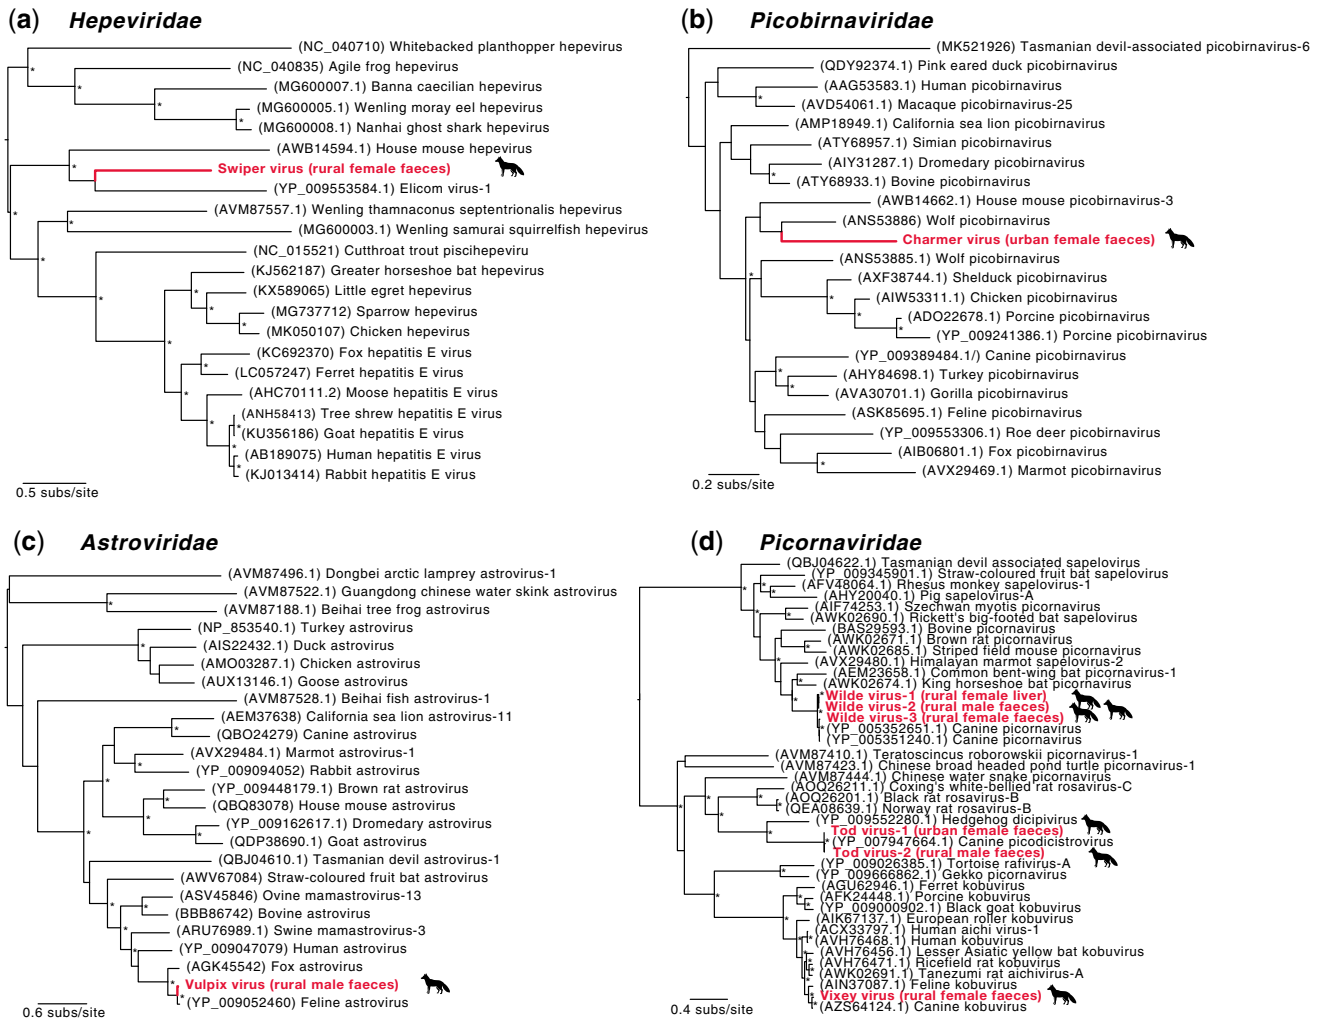 (a) Hepeviridae
(NC_040710) Whitebacked planthopper hepevirus
(NC_040835) Agile frog hepevirus
(MG600007.1) Banna caecilian hepevirus
(MG600005.1) Wenling moray eel hepevirus
(MG600008.1) Nanhai ghost shark hepevirus
(AWB14594.1) House mouse hepevirus
Swiper virus (rural female faeces)
(YP_009553584.1) Elicom virus-1
(AVM87557.1) Wenling thamnaconus septentrionalis hepevirus
(MG600003.1) Wenling samurai squirrelfish hepevirus
(NC_015521) Cutthroat trout piscihepeviru
(KJ562187) Greater horseshoe bat hepevirus
(KX589065) Little egret hepevirus
(MG737712) Sparrow hepevirus
(MK050107) Chicken hepevirus
(KC692370) Fox hepatitis E virus
(LC057247) Ferret hepatitis E virus
(AHC70111.2) Moose hepatitis E virus
(ANH58413) Tree shrew hepatitis E virus
(KU356186) Goat hepatitis E virus
(AB189075) Human hepatitis E virus
(KJ013414) Rabbit hepatitis E virus
0.5 subs/site
(b) Picobirnaviridae
(MK521926) Tasmanian devil-associated picobirnavirus-6
(QDY92374.1) Pink eared duck picobirnavirus
(AAG53583.1) Human picobirnavirus
(AVD54061.1) Macaque picobirnavirus-25
(AMP18949.1) California sea lion picobirnavirus
(ATY68957.1) Simian picobirnavirus
(AIY31287.1) Dromedary picobirnavirus
(ATY68933.1) Bovine picobirnavirus
(AWB14662.1) House mouse picobirnavirus-3
(ANS53886) Wolf picobirnavirus
Charmer virus (urban female faeces)
(ANS53885.1) Wolf picobirnavirus
(AXF38744.1) Shelduck picobirnavirus
(AIW53311.1) Chicken picobirnavirus
(ADO22678.1) Porcine picobirnavirus
(YP_009241386.1) Porcine picobirnavirus
(YP_009389484.1/) Canine picobirnavirus
(AHY84698.1) Turkey picobirnavirus
(AVA30701.1) Gorilla picobirnavirus
(ASK85695.1) Feline picobirnavirus
(YP_009553306.1) Roe deer picobirnavirus
(AIB06801.1) Fox picobirnavirus
(AVX29469.1) Marmot picobirnavirus
0.2 subs/site
(c) Astroviridae
(AVM87496.1) Dongbei arctic lamprey astrovirus-1
(AVM87522.1) Guangdong chinese water skink astrovirus
(AVM87188.1) Beihai tree frog astrovirus
(NP_853540.1) Turkey astrovirus
(AIS22432.1) Duck astrovirus
(AMO03287.1) Chicken astrovirus
(AUX13146.1) Goose astrovirus
(AVM87528.1) Beihai fish astrovirus-1
(AEM37638) California sea lion astrovirus-11
(QBO24279) Canine astrovirus
(AVX29484.1) Marmot astrovirus-1
(YP_009094052) Rabbit astrovirus
(YP_009448179.1) Brown rat astrovirus
(QBQ83078) House mouse astrovirus
(YP_009162617.1) Dromedary astrovirus
(QDP38690.1) Goat astrovirus
(QBJ04610.1) Tasmanian devil astrovirus-1
(AWV67084) Straw-coloured fruit bat astrovirus
(ASV45846) Ovine mamastrovirus-13
(BBB86742) Bovine astrovirus
(ARU76989.1) Swine mamastrovirus-3
(YP_009047079) Human astrovirus
(AGK45542) Fox astrovirus
Vulpix virus (rural male faeces)
(YP_009052460) Feline astrovirus
0.6 subs/site
(d) Picornaviridae
(QBJ04622.1) Tasmanian devil associated sapelovirus
(YP_009345901.1) Straw-coloured fruit bat sapelovirus
(AFV48064.1) Rhesus monkey sapelovirus-1
(AHY20040.1) Pig sapelovirus-A
(AIF74253.1) Szechwan myotis picornavirus
(AWK02690.1) Rickett's big-footed bat sapelovirus
(BAS29593.1) Bovine picornavirus
(AWK02671.1) Brown rat picornavirus
(AWK02685.1) Striped field mouse picornavirus
(AVX29480.1) Himalayan marmot sapelovirus-2
(AEM23658.1) Common bent-wing bat picornavirus-1
(AWK02674.1) King horseshoe bat picornavirus
Wilde virus-1 (rural female liver)
Wilde virus-2 (rural male faeces)
Wilde virus-3 (rural female faeces)
(YP_005352651.1) Canine picornavirus
(YP_005351240.1) Canine picornavirus
(AVM87410.1) Teratoscincus roborowskii picornavirus-1
(AVM87423.1) Chinese broad headed pond turtle picornavirus-1
(AVM87444.1) Chinese water snake picornavirus
(AOQ26211.1) Coxing's white-bellied rat rosavirus-C
(AOQ26201.1) Black rat rosavirus-B
(QEA08639.1) Norway rat rosavirus-B
(YP_009552280.1) Hedgehog dicipivirus
Tod virus-1 (urban female faeces)
(YP_007947664.1) Canine picodicistrovirus
Tod virus-2 (rural male faeces)
(YP_009026385.1) Tortoise rafivirus-A
(YP_009666862.1) Gekko picornavirus
(AGU62946.1) Ferret kobuvirus
(AFK24448.1) Porcine kobuvirus
(YP_009000902.1) Black goat kobuvirus
(AIK67137.1) European roller kobuvirus
(ACX33797.1) Human aichi virus-1
(AVH76468.1) Human kobuvirus
(AVH76456.1) Lesser Asiatic yellow bat kobuvirus
(AVH76471.1) Ricefield rat kobuvirus
(AWK02691.1) Tanezumi rat aichivirus-A
(AIN37087.1) Feline kobuvirus
Vixey virus (rural female faeces)
(AZS64124.1) Canine kobuvirus
0.4 subs/site